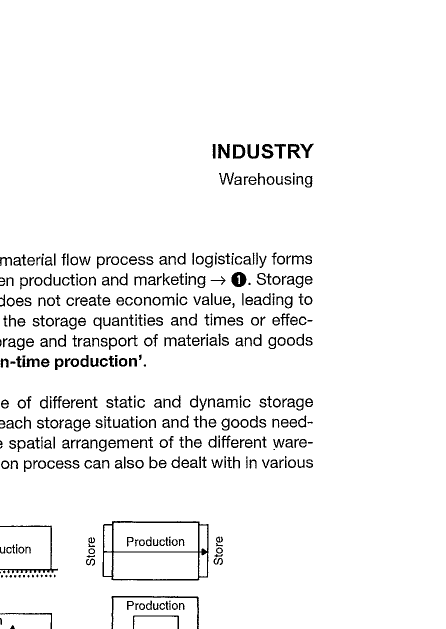 INDUSTRY
Warehousing
material flow process and logistically forms
en production and marketing → ❶. Storage
does not create economic value, leading to
the storage quantities and times or effec-
orage and transport of materials and goods
n-time production'.
e of different static and dynamic storage
each storage situation and the goods need-
e spatial arrangement of the different ware-
on process can also be dealt with in various
uction
Store
Production
Store
Production